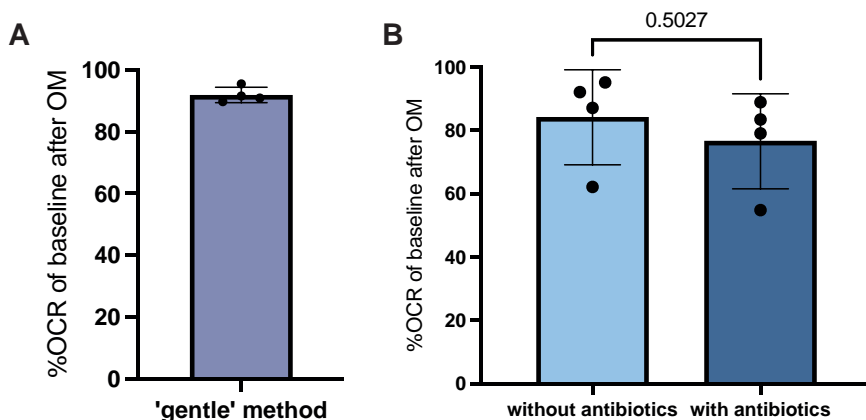 A
%OCR of baseline after OM
100
80
60
40
20
0
'gentle' method
B
0.5027
%OCR of baseline after OM
100
80
60
40
20
0
without antibiotics
with antibiotics